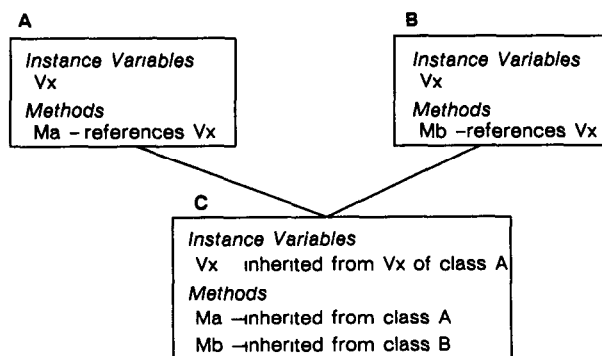 A
Instance Variables
Vx
Methods
Ma – references Vx
B
Instance Variables
Vx
Methods
Mb –references Vx
C
Instance Variables
Vx inherited from Vx of class A
Methods
Ma –inherited from class A
Mb –inherited from class B